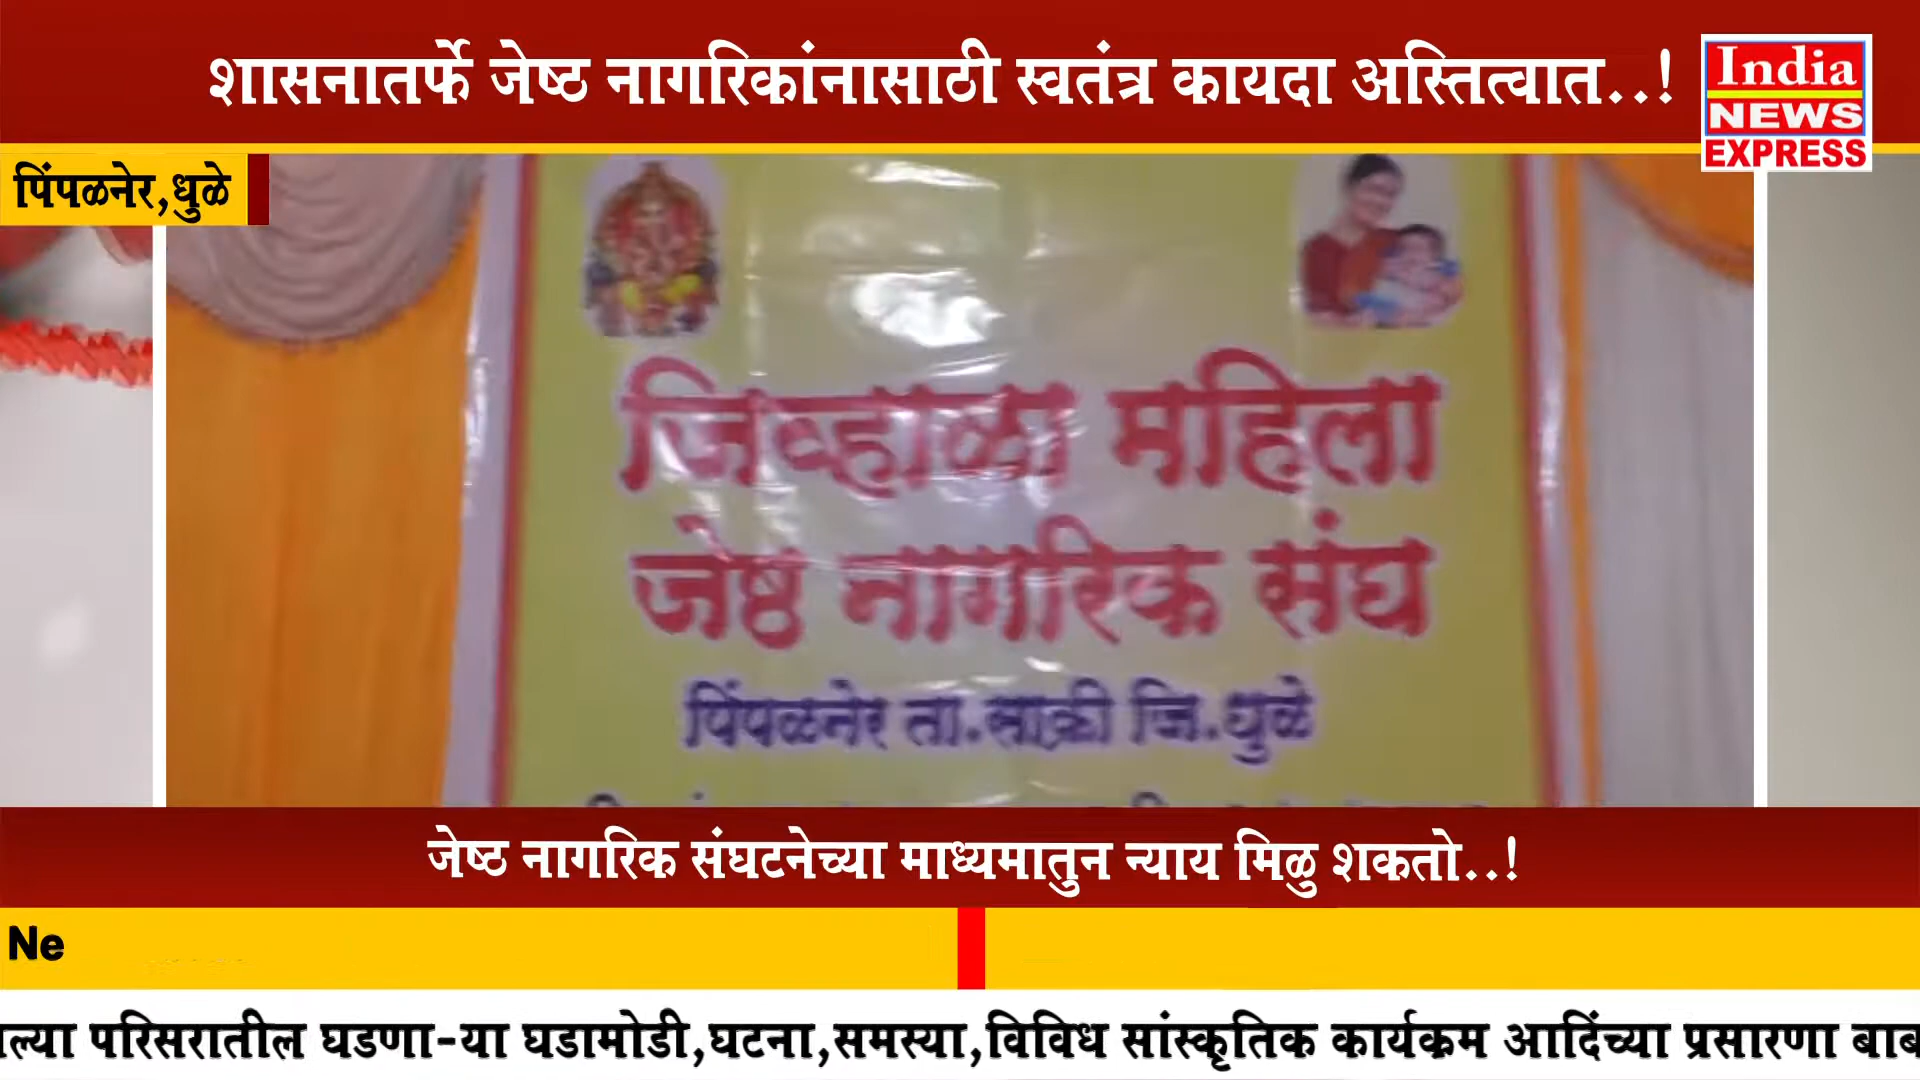 शासनातर्फे जेष्ठ नागरिकांनासाठी स्वतंत्र कायदा अस्तित्वात..!
India
NEWS
EXPRESS
पिंपळनेर,धुळे
जिव्हाळा महिला
जेष्ठ नागरिक संघ
पिंपळनेर ता.साक्री जि.धुळे
जेष्ठ नागरिक संघटनेच्या माध्यमातुन न्याय मिळु शकतो..!
Ne
परिसरातील घडणा-या घडामोडी,घटना,समस्या,विविध सांस्कृतिक कार्यक्रम आदिंच्या प्रसारणा